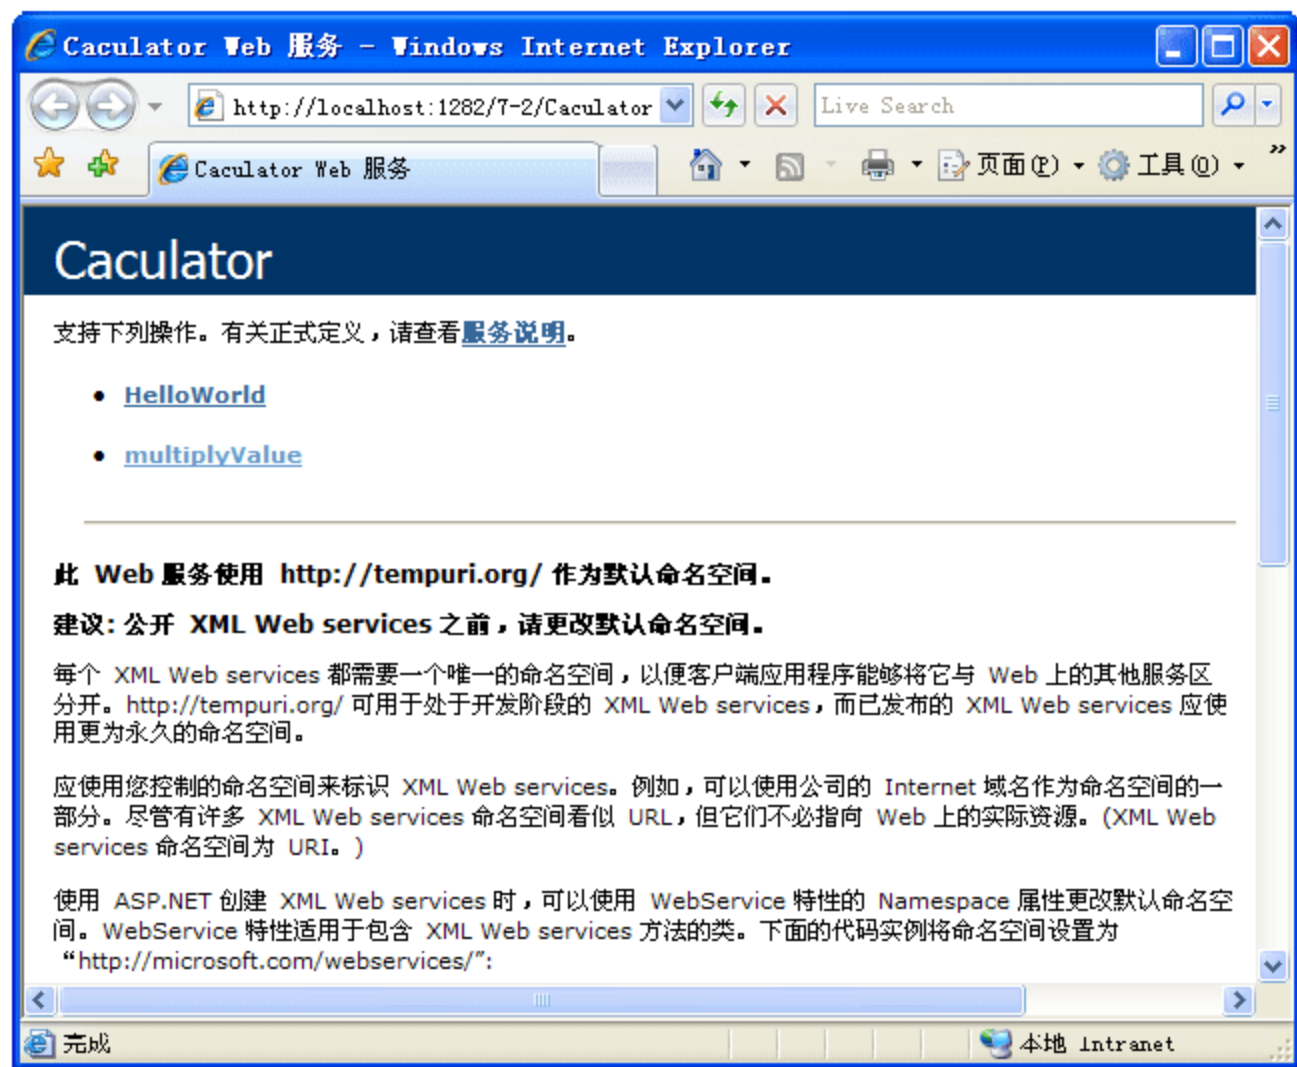 Caculator Web 服务 - Windows Internet Explorer
http://localhost:1282/7-2/Caculator
Live Search
Caculator Web 服务
页面(P)
工具(O)
»
Caculator
支持下列操作。有关正式定义，请查看服务说明。
• HelloWorld
• multiplyValue
此 Web 服务使用 http://tempuri.org/ 作为默认命名空间。
建议: 公开 XML Web services 之前，请更改默认命名空间。
每个 XML Web services 都需要一个唯一的命名空间，以便客户端应用程序能够将它与 Web 上的其他服务区
分开。http://tempuri.org/ 可用于处于开发阶段的 XML Web services，而已发布的 XML Web services 应使
用更为永久的命名空间。
应使用您控制的命名空间来标识 XML Web services。例如，可以使用公司的 Internet 域名作为命名空间的一
部分。尽管有许多 XML Web services 命名空间看似 URL，但它们不必指向 Web 上的实际资源。(XML Web
services 命名空间为 URI。)
使用 ASP.NET 创建 XML Web services 时，可以使用 WebService 特性的 Namespace 属性更改默认命名空
间。WebService 特性适用于包含 XML Web services 方法的类。下面的代码实例将命名空间设置为
“http://microsoft.com/webservices/”:
完成
本地 Intranet